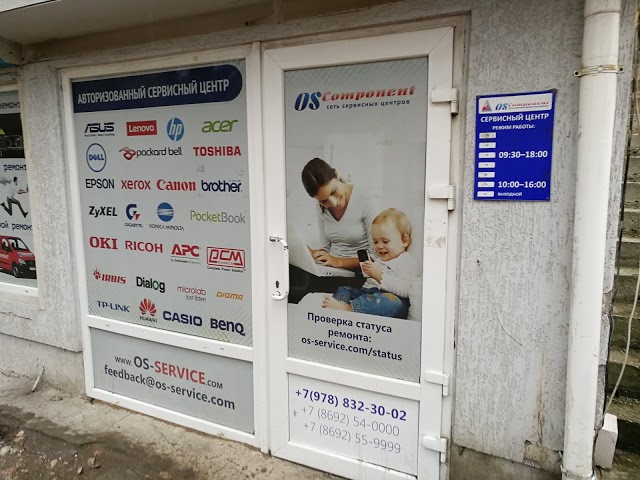 АВТОРИЗОВАННЫЙ СЕРВИСНЫЙ ЦЕНТР
ASUS Lenovo hp acer
DELL packard bell TOSHIBA
EPSON xerox Canon brother
ZyXEL GIGABYTE KONICA MINOLTA PocketBook
OKI RICOH APC PCM
IRBIS Dialog microlab DIGMA
just listen
TP-LINK HUAWEI CASIO BenQ
www.OS-SERVICE.com
feedback@os-service.com
OS Component
сеть сервисных центров
Проверка статуса
ремонта:
os-service.com/status
+7(978) 832-30-02
+7 (8692) 54-0000
+7 (8692) 55-9999
OS Component
СЕРВИСНЫЙ ЦЕНТР
РЕЖИМ РАБОТЫ:
09:30–18:00
10:00–16:00
ВЫХОДНОЙ